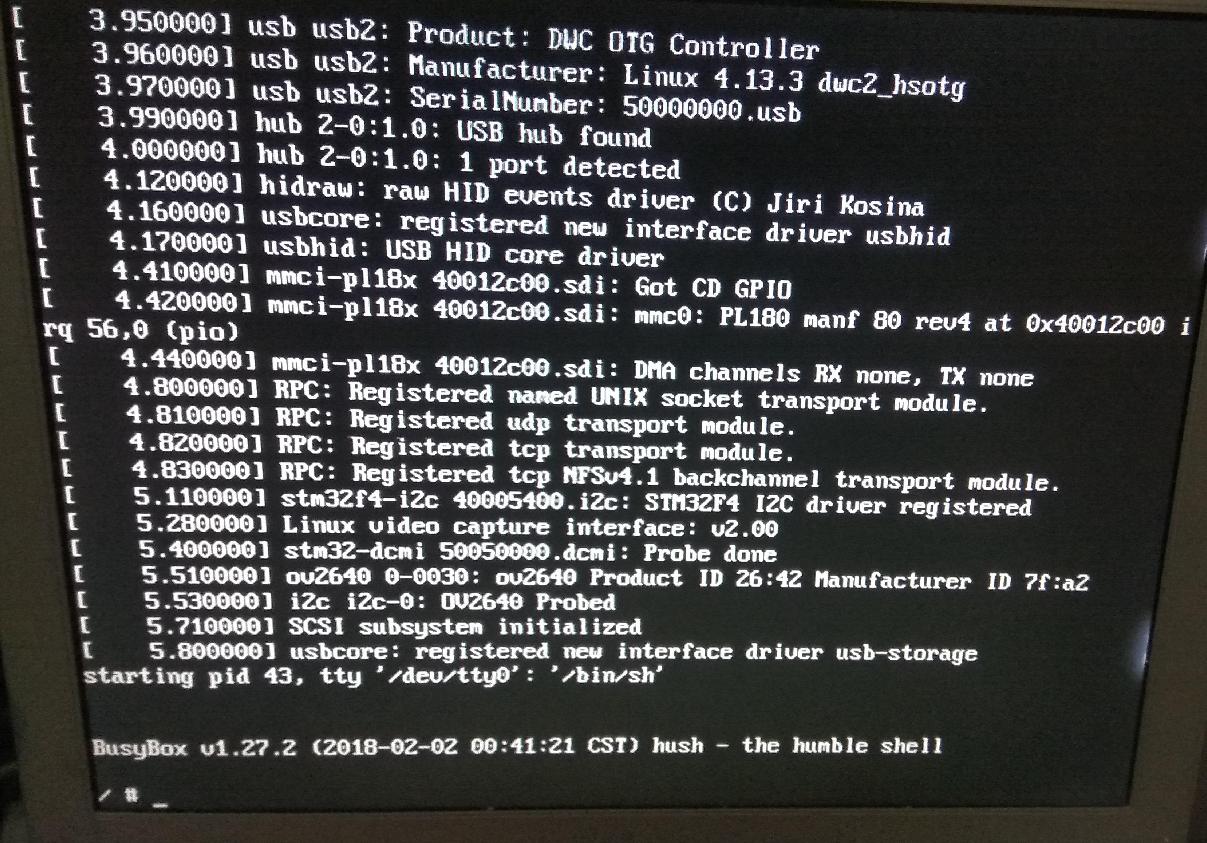 [    3.950000] usb usb2: Product: DWC OTG Controller
[    3.960000] usb usb2: Manufacturer: Linux 4.13.3 dwc2_hsotg
[    3.970000] usb usb2: SerialNumber: 50000000.usb
[    3.990000] hub 2-0:1.0: USB hub found
[    4.000000] hub 2-0:1.0: 1 port detected
[    4.120000] hidraw: raw HID events driver (C) Jiri Kosina
[    4.160000] usbcore: registered new interface driver usbhid
[    4.170000] usbhid: USB HID core driver
[    4.410000] mmci-pl18x 40012c00.sdi: Got CD GPIO
[    4.420000] mmci-pl18x 40012c00.sdi: mmc0: PL180 manf 80 rev4 at 0x40012c00 i
rq 56,0 (pio)
[    4.440000] mmci-pl18x 40012c00.sdi: DMA channels RX none, TX none
[    4.800000] RPC: Registered named UNIX socket transport module.
[    4.810000] RPC: Registered udp transport module.
[    4.820000] RPC: Registered tcp transport module.
[    4.830000] RPC: Registered tcp NFSv4.1 backchannel transport module.
[    5.110000] stm32f4-i2c 40005400.i2c: STM32F4 I2C driver registered
[    5.280000] Linux video capture interface: v2.00
[    5.400000] stm32-dcmi 50050000.dcmi: Probe done
[    5.510000] ov2640 0-0030: ov2640 Product ID 26:42 Manufacturer ID 7f:a2
[    5.530000] i2c i2c-0: OV2640 Probed
[    5.710000] SCSI subsystem initialized
[    5.800000] usbcore: registered new interface driver usb-storage
starting pid 43, tty '/dev/tty0': '/bin/sh'
BusyBox v1.27.2 (2018-02-02 00:41:21 CST) hush - the humble shell
/ # _